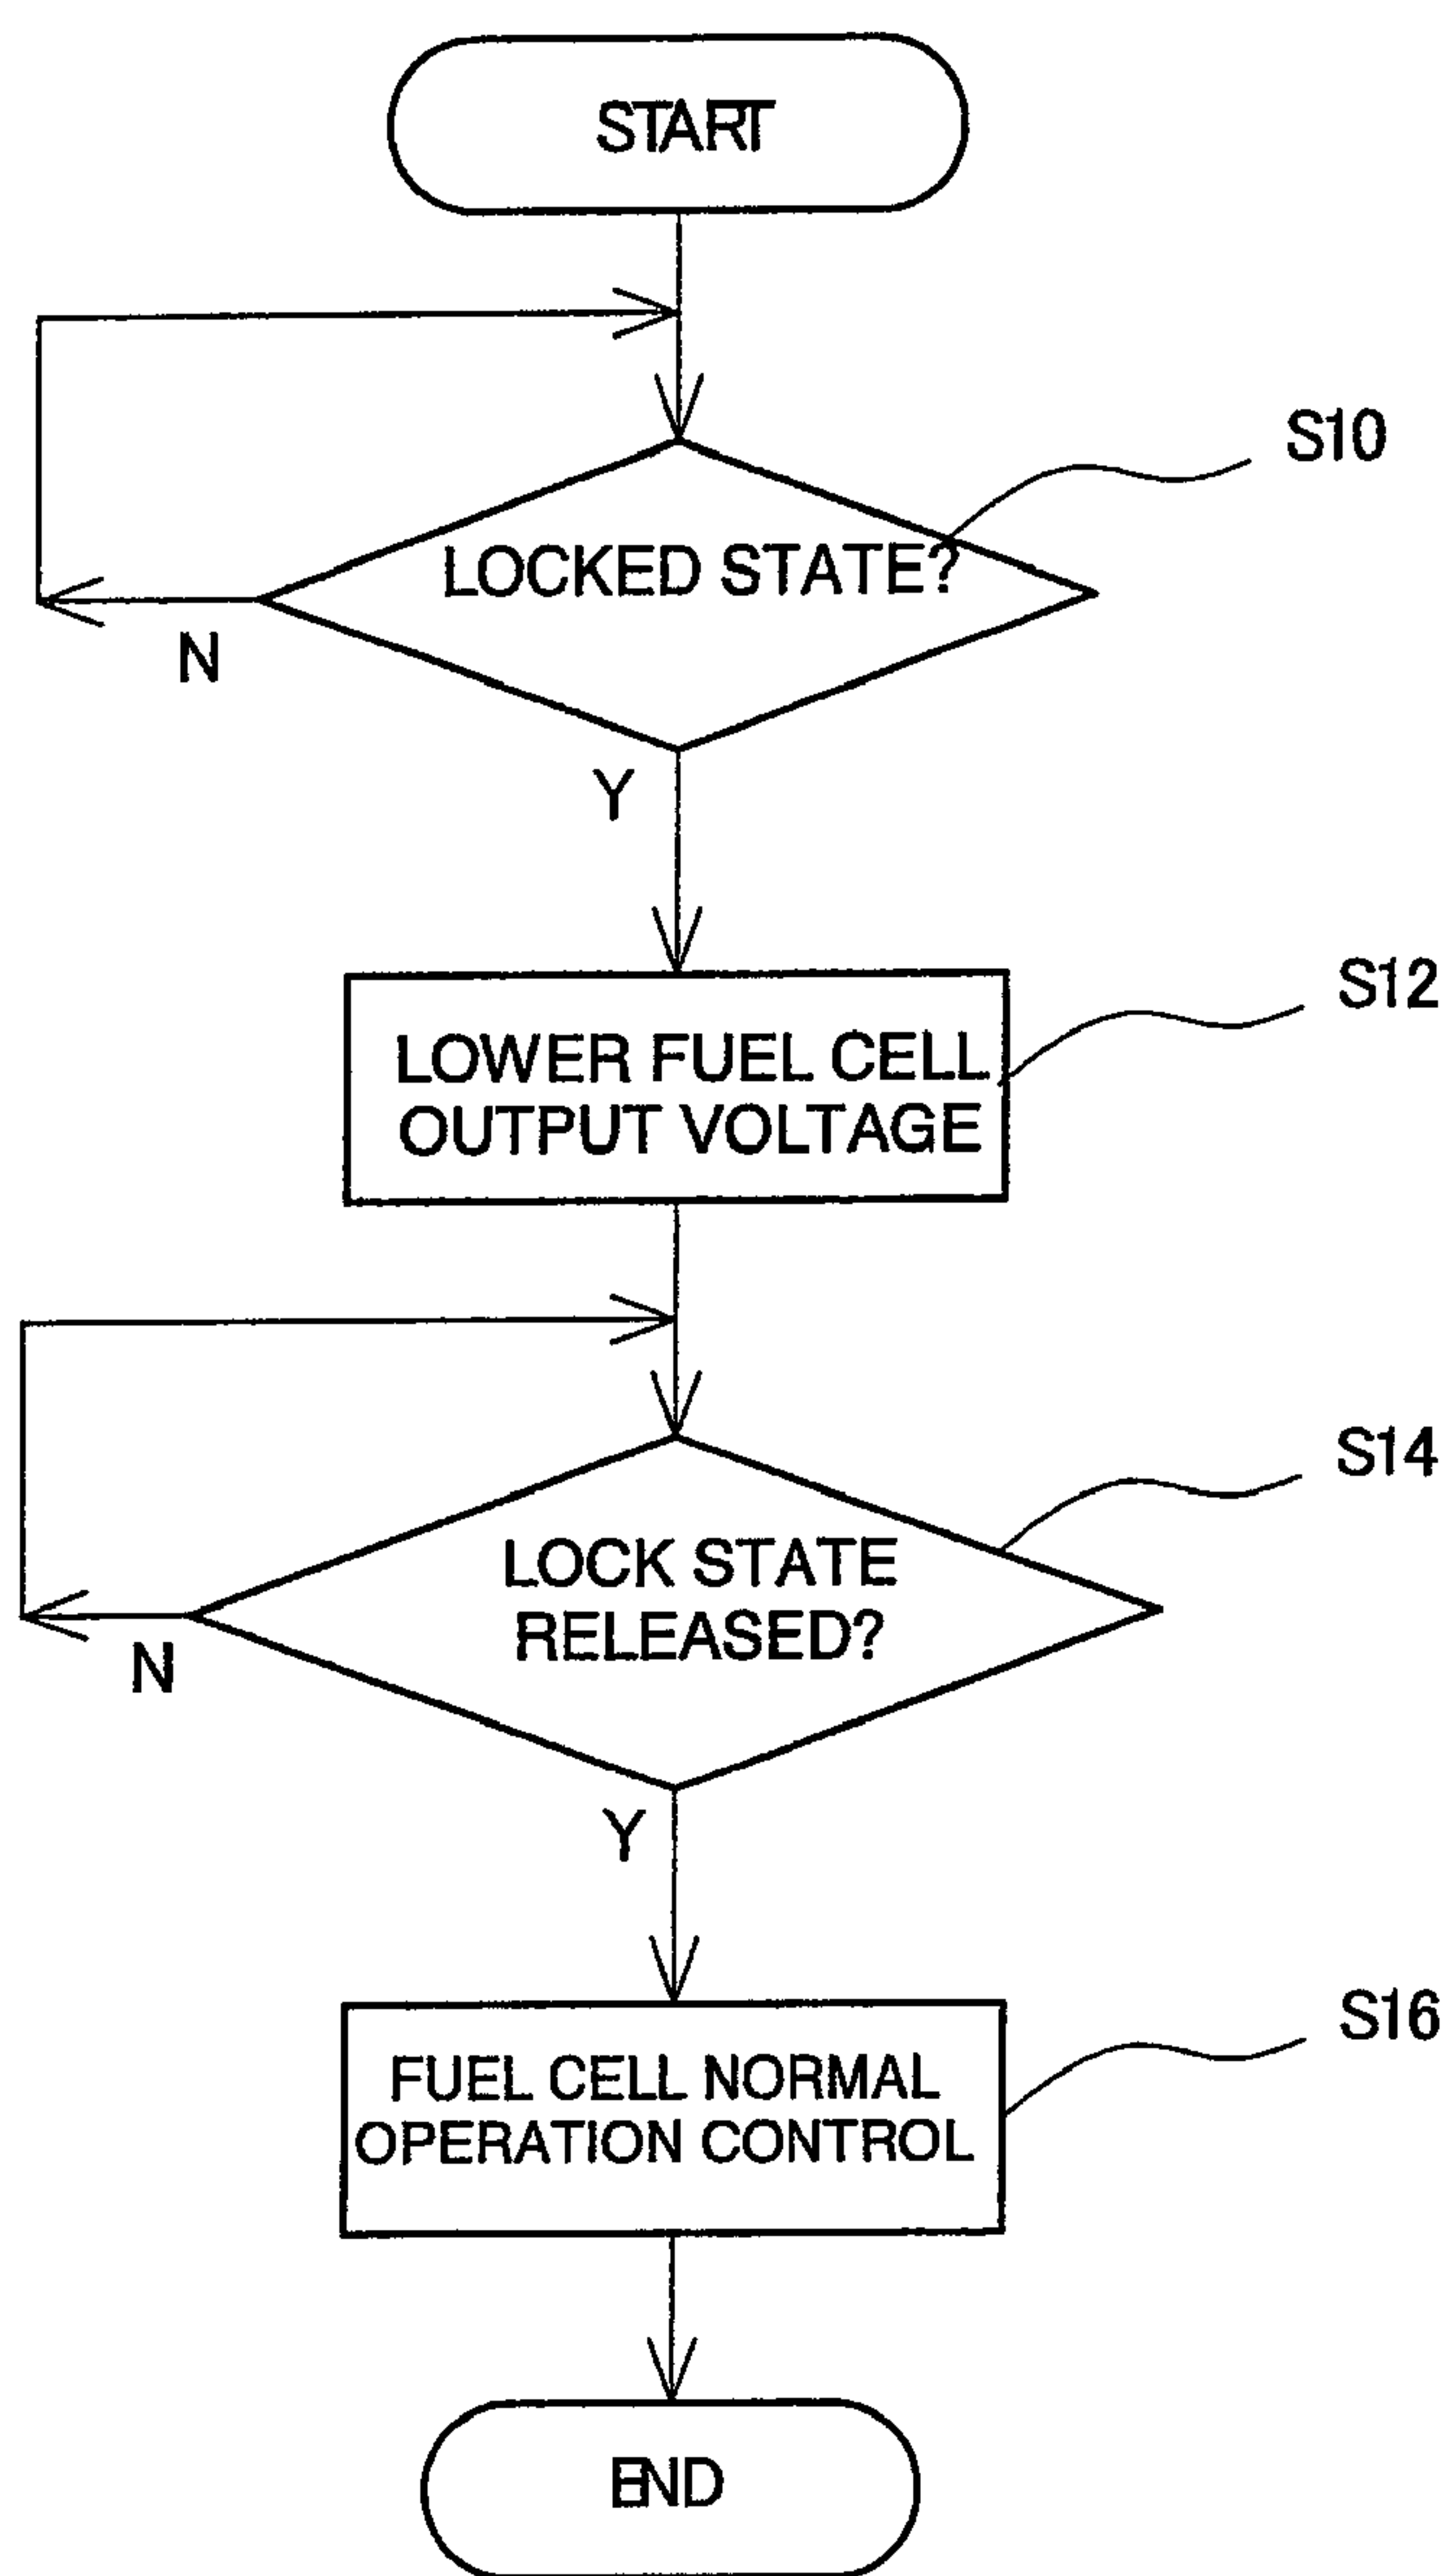 START
S10
LOCKED STATE?
N
Y
S12
LOWER FUEL CELL
OUTPUT VOLTAGE
S14
LOCK STATE
RELEASED?
N
Y
S16
FUEL CELL NORMAL
OPERATION CONTROL
END